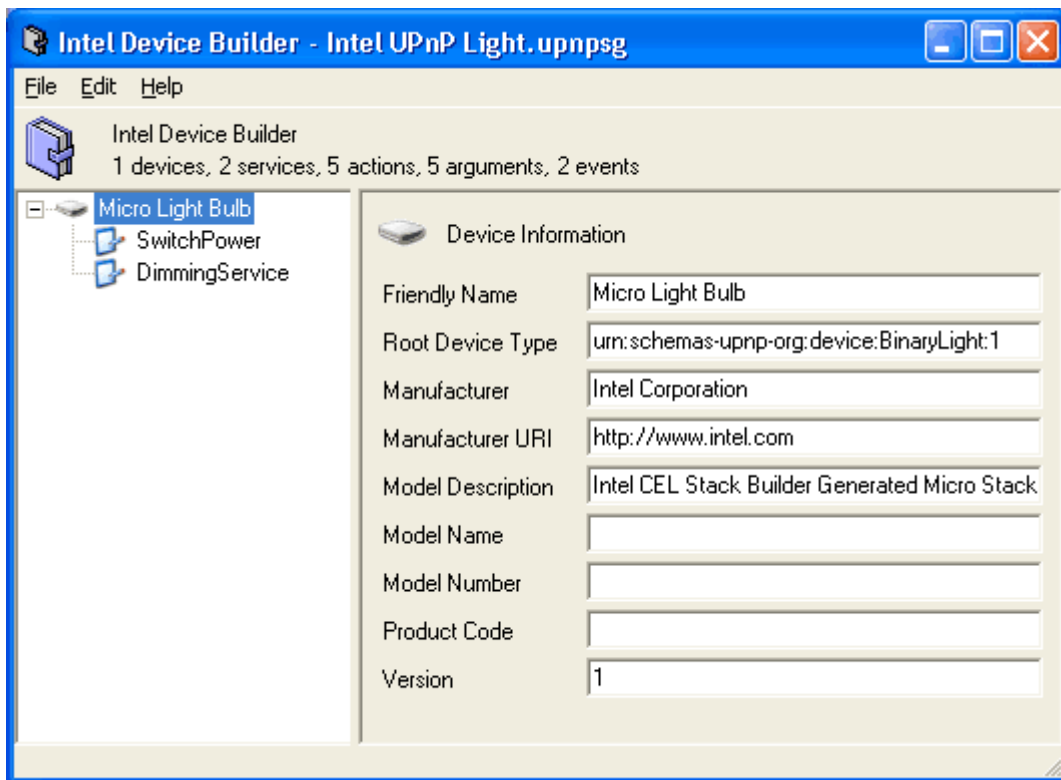 Intel Device Builder - Intel UPnP Light.upnpsg
File Edit Help
Intel Device Builder
1 devices, 2 services, 5 actions, 5 arguments, 2 events
Micro Light Bulb
SwitchPower
DimmingService
Device Information
Friendly Name Micro Light Bulb
Root Device Type urn:schemas-upnp-org:device:BinaryLight:1
Manufacturer Intel Corporation
Manufacturer URI http://www.intel.com
Model Description Intel CEL Stack Builder Generated Micro Stack
Model Name
Model Number
Product Code
Version 1